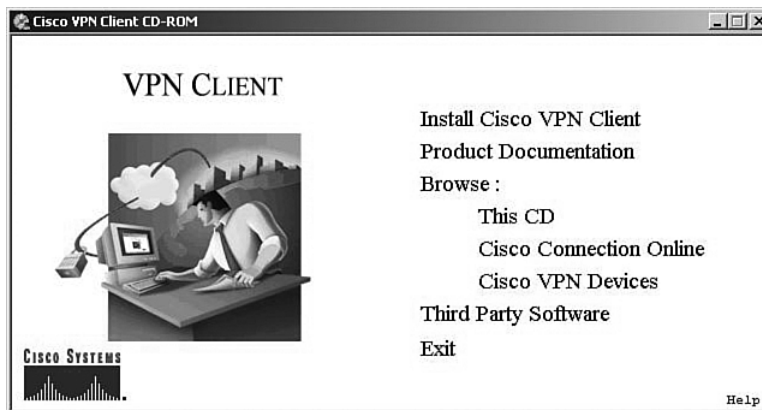 Cisco VPN Client CD-ROM
VPN CLIENT
Install Cisco VPN Client
Product Documentation
Browse :
This CD
Cisco Connection Online
Cisco VPN Devices
Third Party Software
Exit
CISCO SYSTEMS
Help